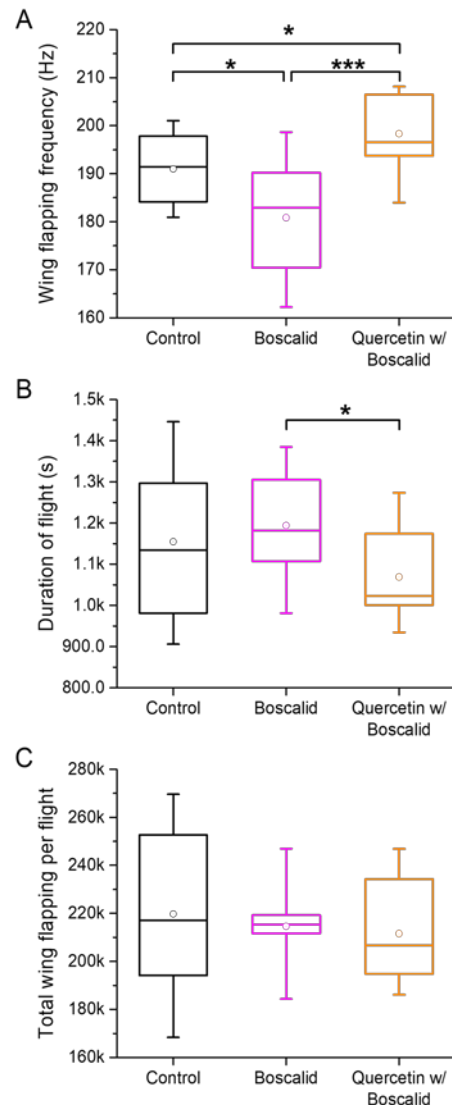 A
Wing flapping frequency (Hz)
220
210
200
190
180
170
160
*
*
***
Control
Boscalid
Quercetin w/
Boscalid
B
Duration of flight (s)
1.5k
1.4k
1.3k
1.2k
1.1k
1.0k
900.0
800.0
*
Control
Boscalid
Quercetin w/
Boscalid
C
Total wing flapping per flight
280k
260k
240k
220k
200k
180k
160k
Control
Boscalid
Quercetin w/
Boscalid